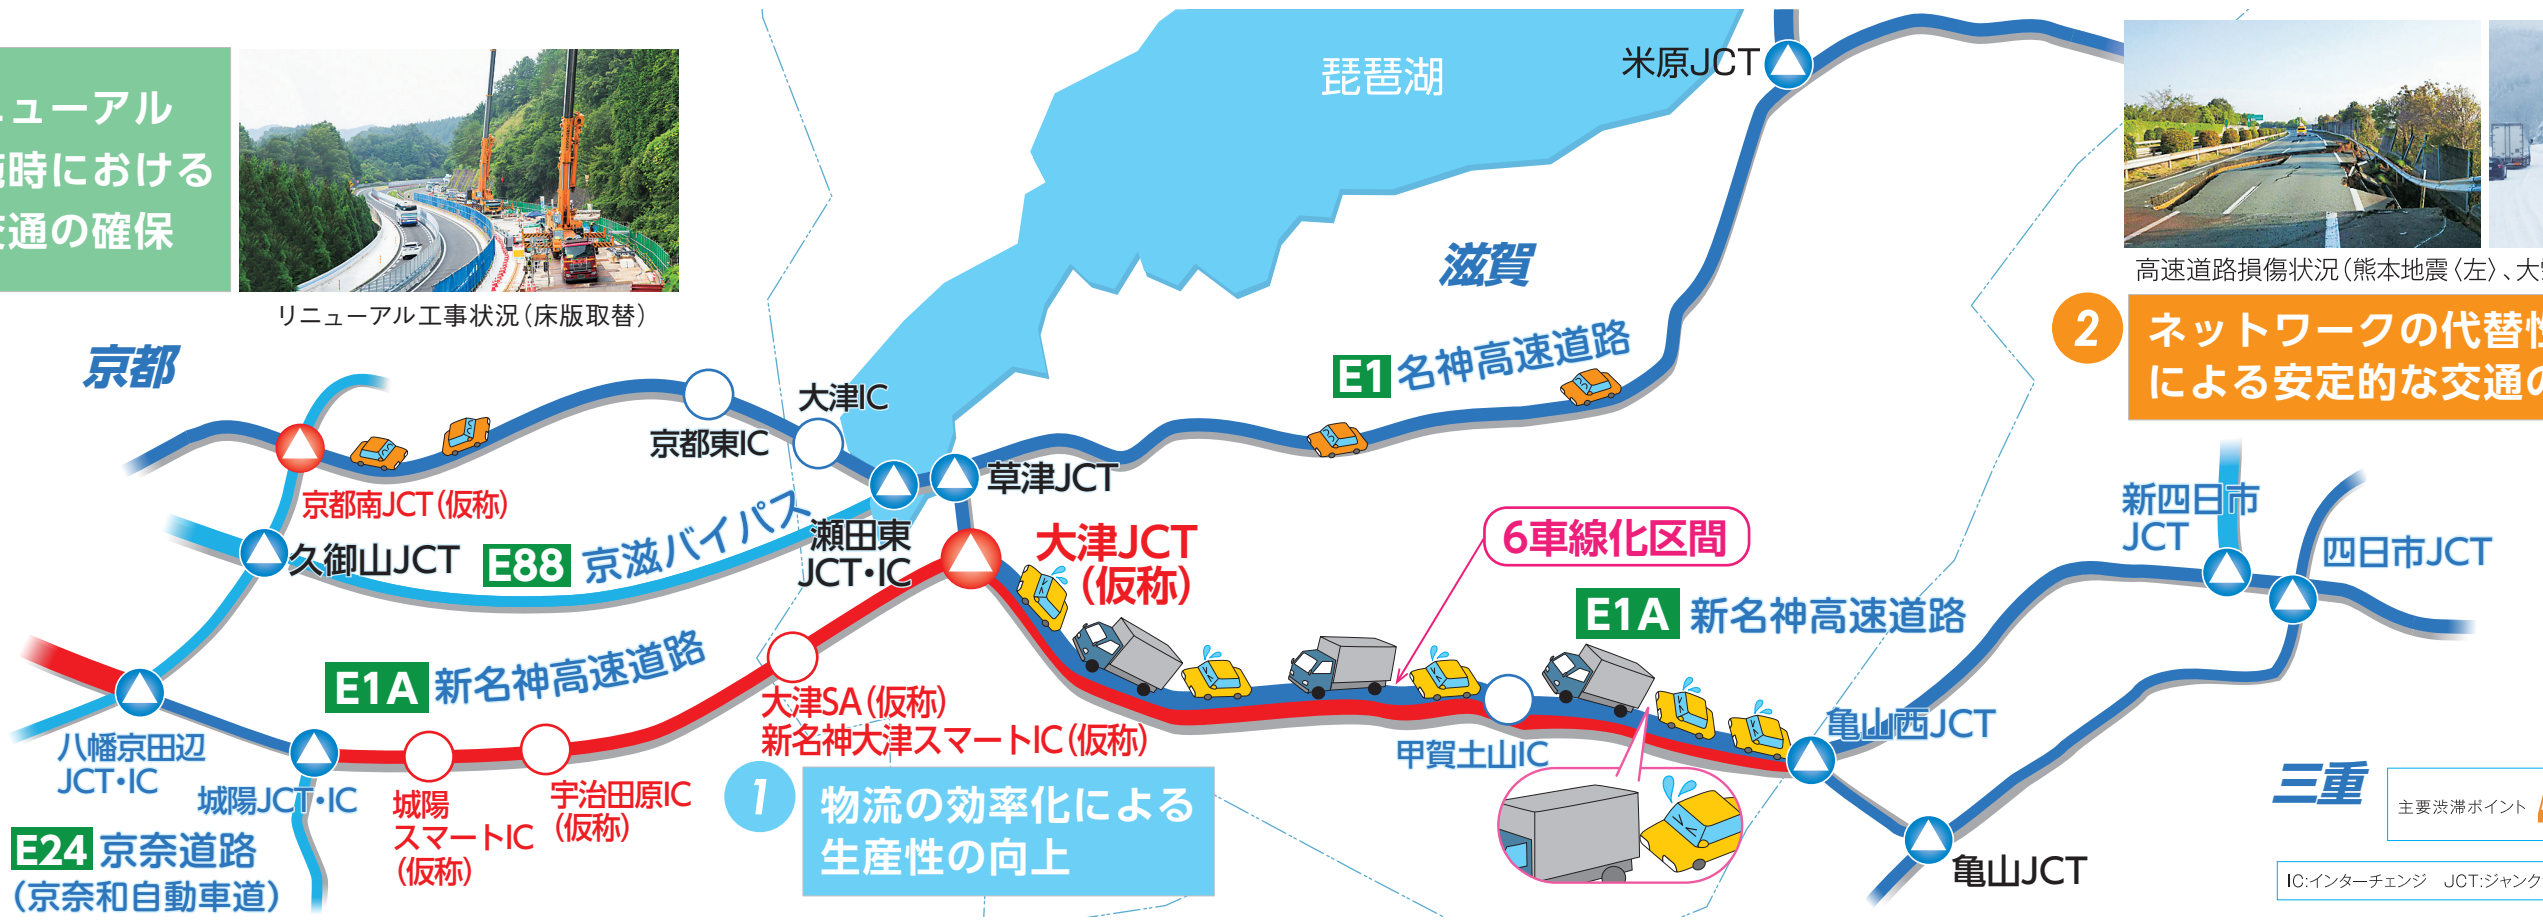 ニューアル
施時における
交通の確保
リニューアル工事状況（床版取替）
琵琶湖
米原JCT
高速道路損傷状況（熊本地震〈左〉、大
2
ネットワークの代替性
による安定的な交通の
滋賀
京都
E1 名神高速道路
大津IC
京都東IC
草津JCT
京都南JCT（仮称）
久御山JCT
E88 京滋バイパス
瀬田東
JCT・IC
大津JCT
（仮称）
6車線化区間
E1A 新名神高速道路
新四日市
JCT
四日市JCT
E1A 新名神高速道路
大津SA（仮称）
新名神大津スマートIC（仮称）
甲賀土山IC
亀山西JCT
八幡京田辺
JCT・IC
城陽JCT・IC
城陽
スマートIC
（仮称）
宇治田原IC
（仮称）
1
物流の効率化による
生産性の向上
E24 京奈道路
（京奈和自動車道）
亀山JCT
三重
主要渋滞ポイント
IC:インターチェンジ　JCT:ジャンク